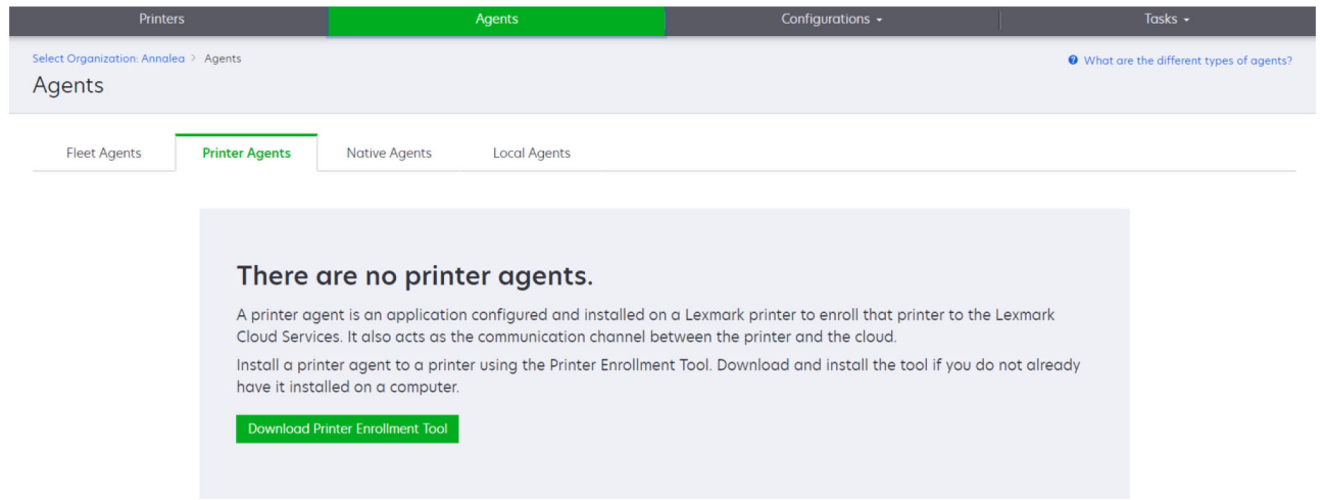 Printers Agents Configurations Tasks
Select Organization: Annalea > Agents
What are the different types of agents?
Agents
Fleet Agents Printer Agents Native Agents Local Agents
There are no printer agents.
A printer agent is an application configured and installed on a Lexmark printer to enroll that printer to the Lexmark
Cloud Services. It also acts as the communication channel between the printer and the cloud.
Install a printer agent to a printer using the Printer Enrollment Tool. Download and install the tool if you do not already
have it installed on a computer.
Download Printer Enrollment Tool